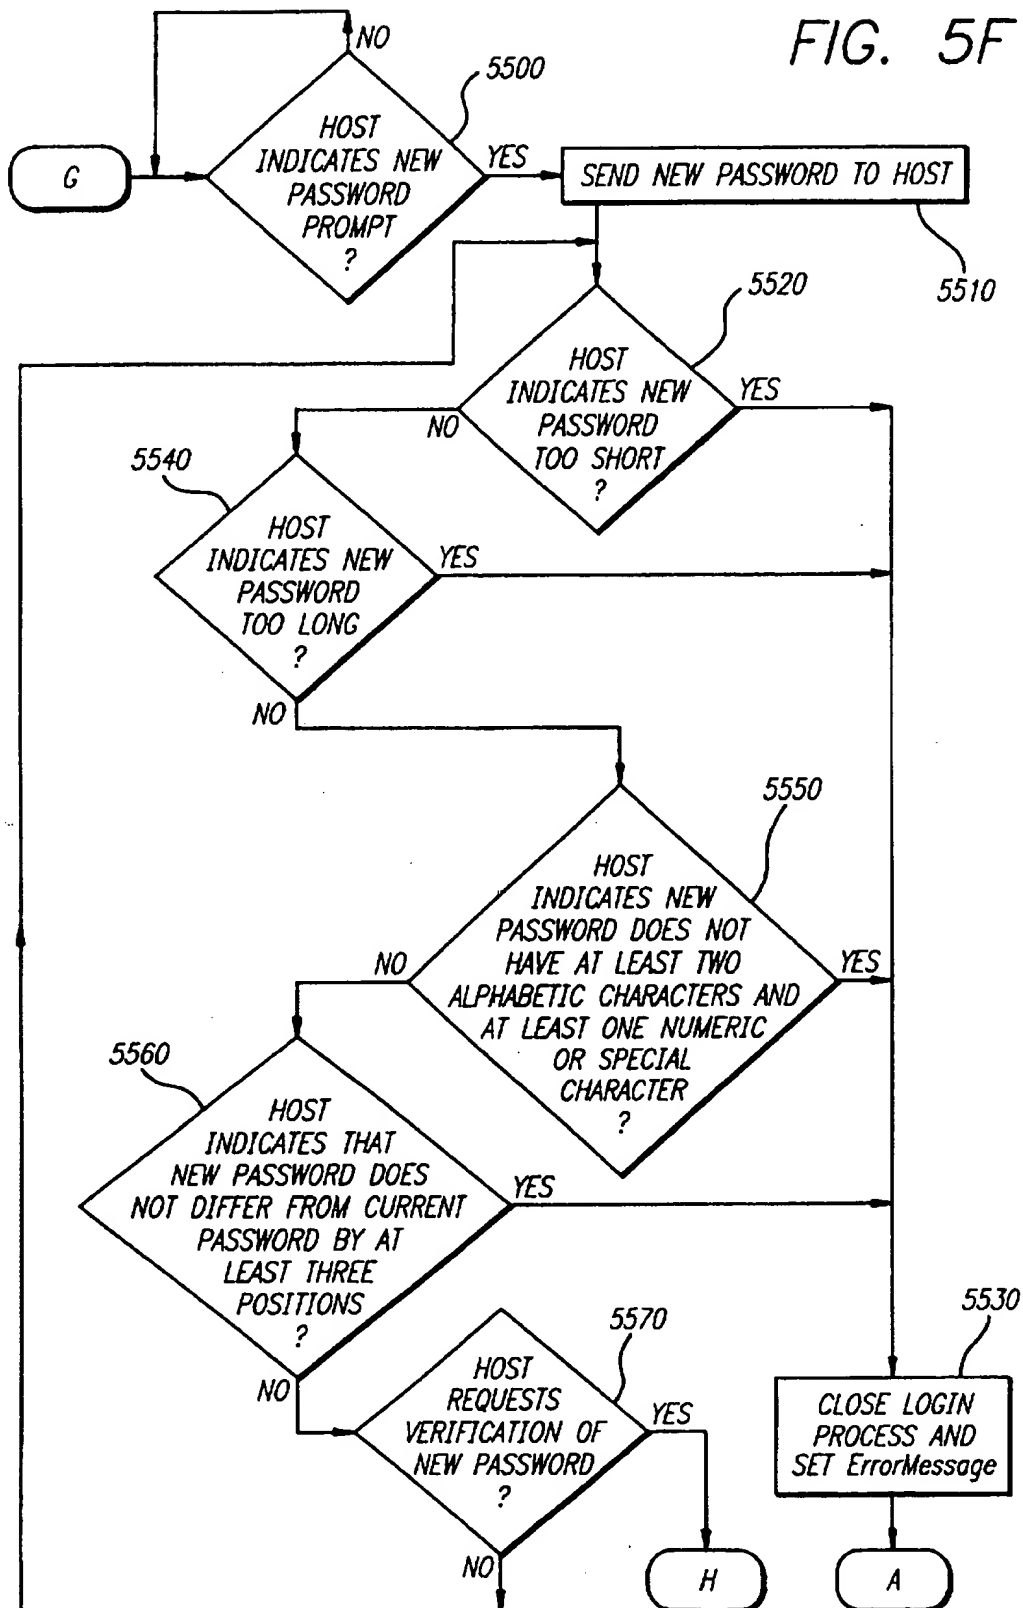 FIG. 5F
NO
5500
HOST
INDICATES NEW
PASSWORD
PROMPT
?
YES
G
SEND NEW PASSWORD TO HOST
5510
5520
HOST
INDICATES NEW
PASSWORD
TOO SHORT
?
YES
NO
5540
HOST
INDICATES NEW
PASSWORD
TOO LONG
?
YES
NO
5550
HOST
INDICATES NEW
PASSWORD DOES NOT
HAVE AT LEAST TWO
ALPHABETIC CHARACTERS AND
AT LEAST ONE NUMERIC
OR SPECIAL
CHARACTER
?
NO
YES
5560
HOST
INDICATES THAT
NEW PASSWORD DOES
NOT DIFFER FROM CURRENT
PASSWORD BY AT
LEAST THREE
POSITIONS
?
YES
NO
5570
HOST
REQUESTS
VERIFICATION OF
NEW PASSWORD
?
YES
NO
5530
CLOSE LOGIN
PROCESS AND
SET ErrorMessage
H
A